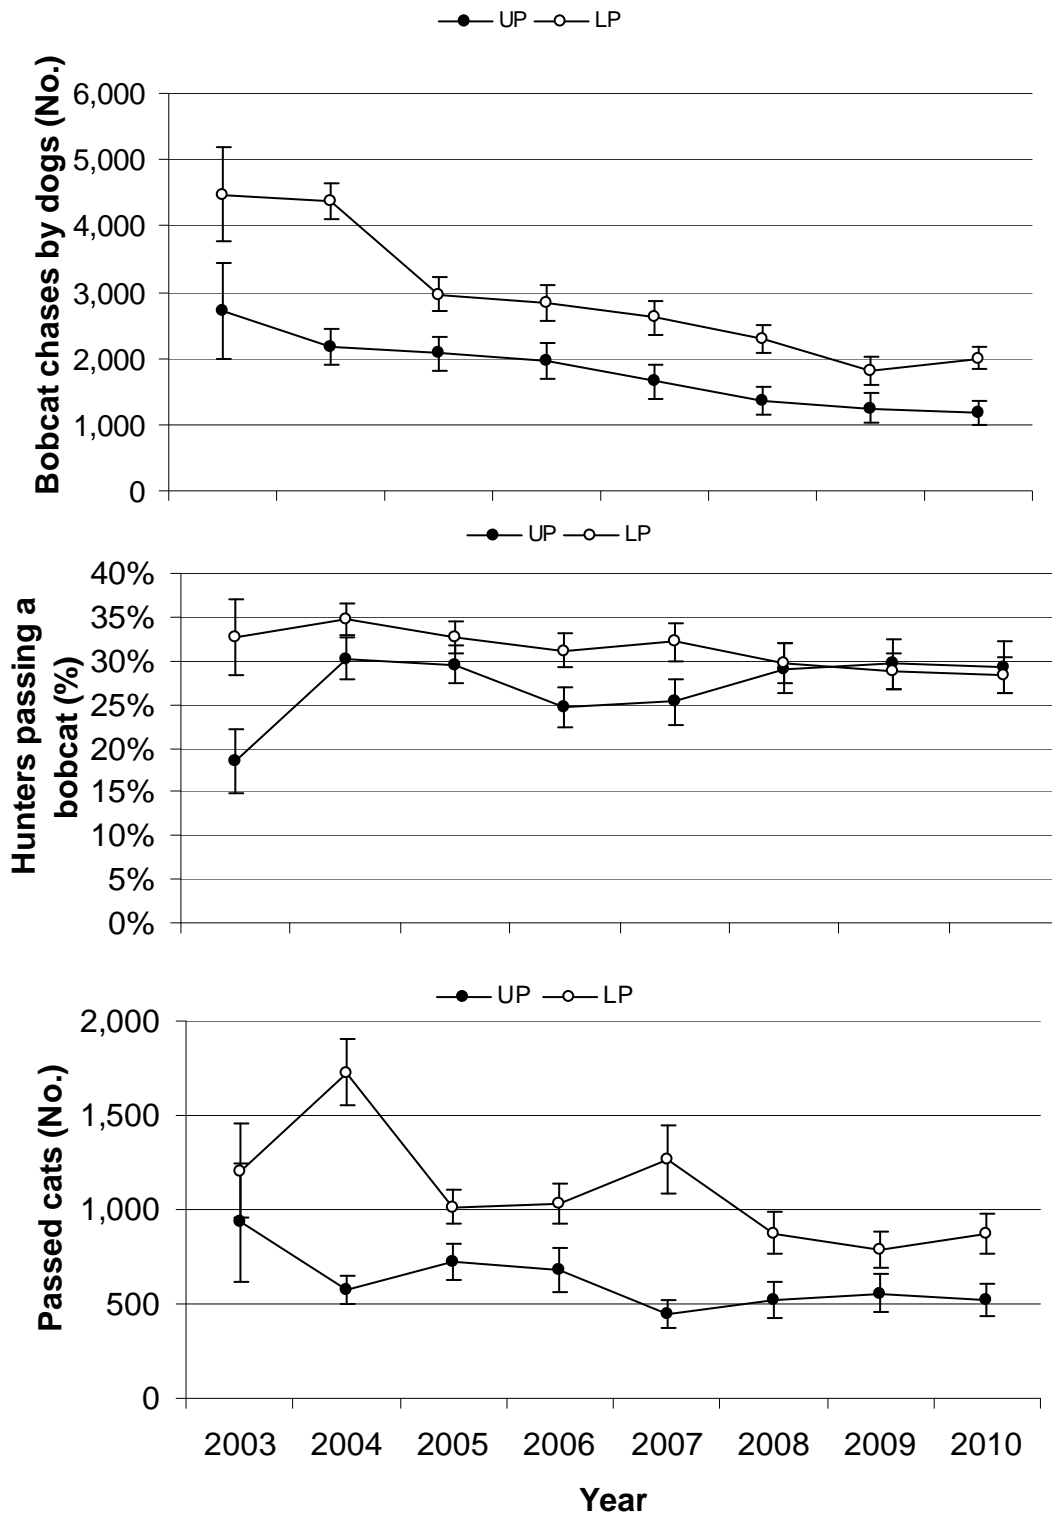 UP LP
Bobcat chases by dogs (No.)
6,000
5,000
4,000
3,000
2,000
1,000
0
UP LP
Hunters passing a
bobcat (%)
40%
35%
30%
25%
20%
15%
10%
5%
0%
UP LP
Passed cats (No.)
2,000
1,500
1,000
500
0
2003 2004 2005 2006 2007 2008 2009 2010
Year